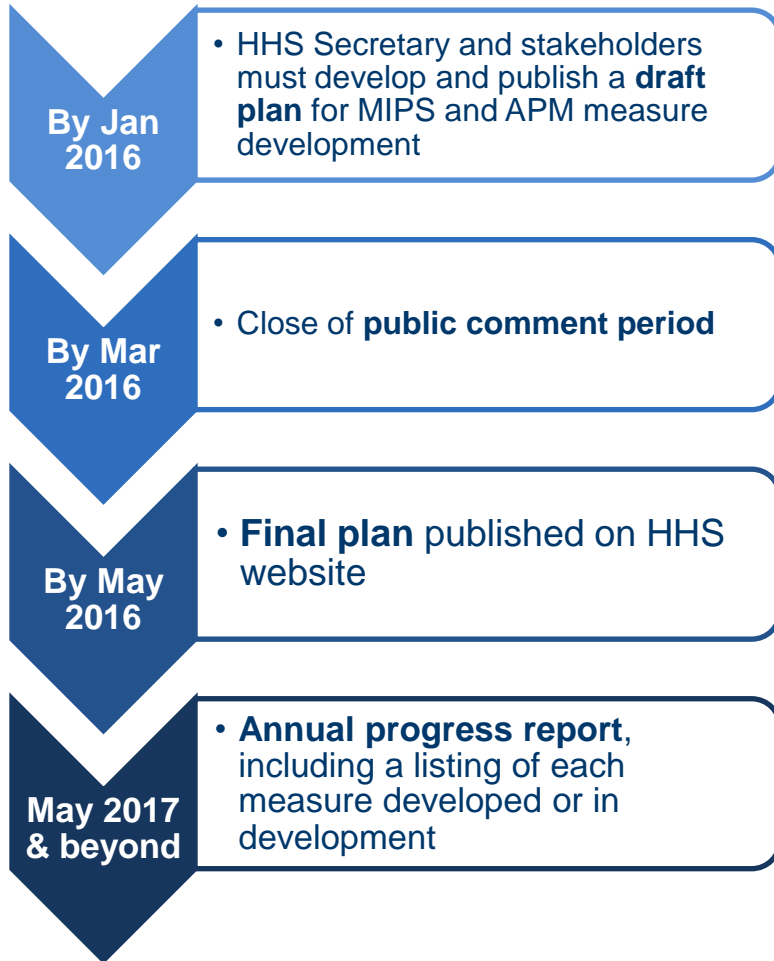 By Jan
2016
• HHS Secretary and stakeholders
must develop and publish a draft
plan for MIPS and APM measure
development
By Mar
2016
• Close of public comment period
By May
2016
• Final plan published on HHS
website
May 2017
& beyond
• Annual progress report,
including a listing of each
measure developed or in
development